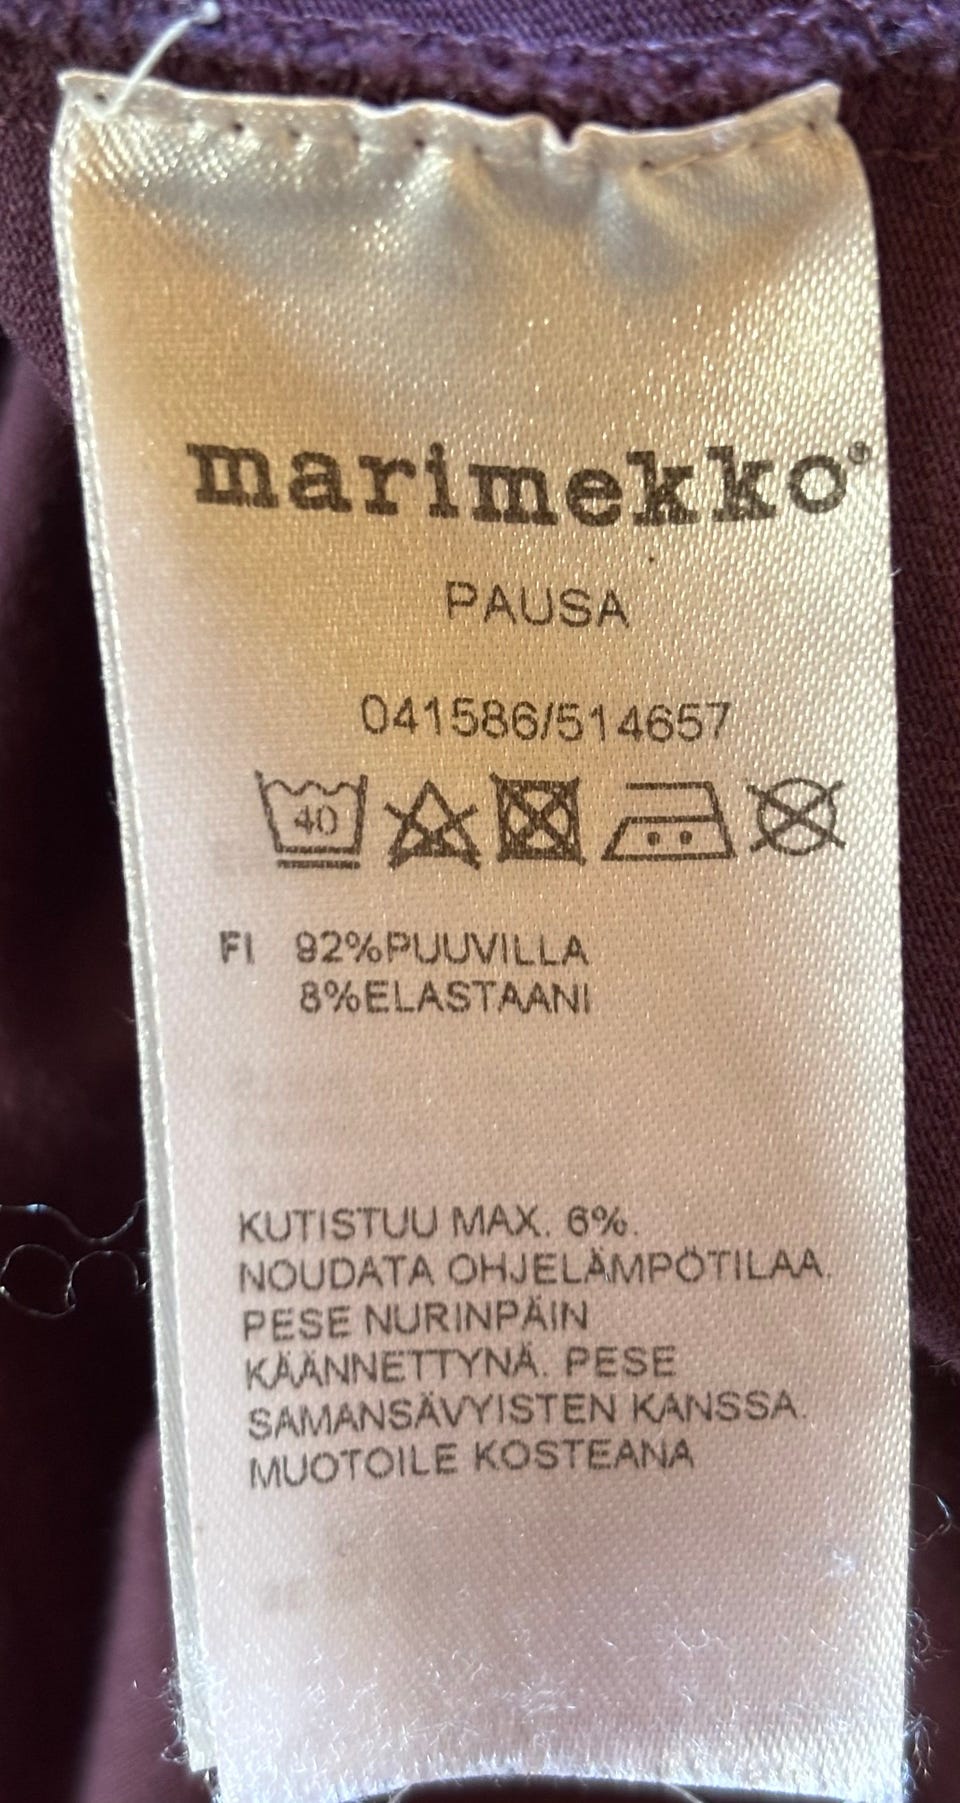 marimekko®
PAUSA
041586/514657
40
FI 92%PUUVILLA
8%ELASTAANI
KUTISTUU MAX. 6%.
NOUDATA OHJELÄMPÖTILAA.
PESE NURINPÄIN
KÄÄNNETTYNÄ. PESE
SAMANSÄVYISTEN KANSSA.
MUOTOILE KOSTEANA